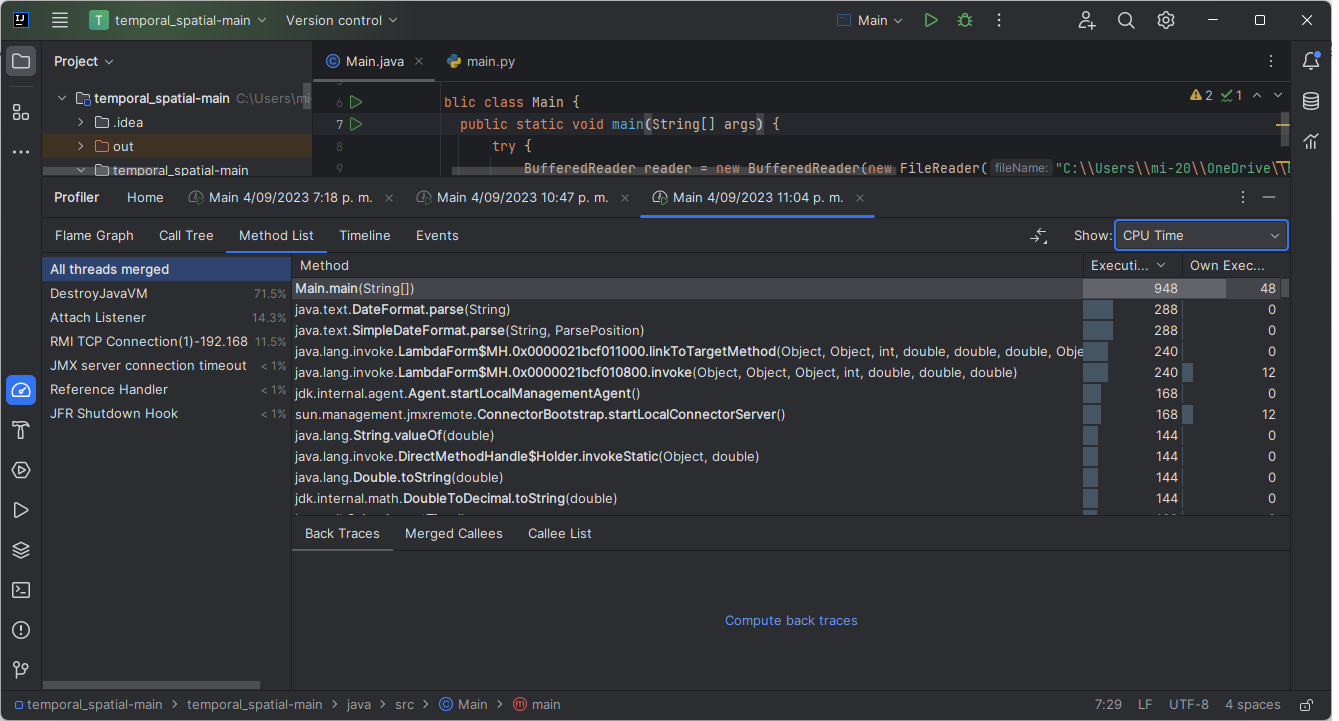 IJ
T temporal_spatial-main Version control Main
Project
Main.java
main.py
temporal_spatial-main C:\Users\mi
.idea
out
temporal_spatial-main
2 1
6 blic class Main {
7 public static void main(String[] args) {
8 try {
9 BufferedReader reader = new BufferedReader(new FileReader( fileName: "C:\\Users\\mi-20\\OneDrive\\E
Profiler Home Main 4/09/2023 7:18 p. m. Main 4/09/2023 10:47 p. m. Main 4/09/2023 11:04 p. m.
Flame Graph Call Tree Method List Timeline Events Show: CPU Time
All threads merged
DestroyJavaVM 71.5%
Attach Listener 14.3%
RMI TCP Connection(1)-192.168 11.5%
JMX server connection timeout < 1%
Reference Handler < 1%
JFR Shutdown Hook < 1%
Method Executi... Own Exec...
Main.main(String[]) 948 48
java.text.DateFormat.parse(String) 288 0
java.text.SimpleDateFormat.parse(String, ParsePosition) 288 0
java.lang.invoke.LambdaForm$MH.0x0000021bcf011000.linkToTargetMethod(Object, Object, int, double, double, double, Obje 240 0
java.lang.invoke.LambdaForm$MH.0x0000021bcf010800.invoke(Object, Object, Object, int, double, double, double) 240 12
jdk.internal.agent.Agent.startLocalManagementAgent() 168 0
sun.management.jmxremote.ConnectorBootstrap.startLocalConnectorServer() 168 12
java.lang.String.valueOf(double) 144 0
java.lang.invoke.DirectMethodHandle$Holder.invokeStatic(Object, double) 144 0
java.lang.Double.toString(double) 144 0
jdk.internal.math.DoubleToDecimal.toString(double) 144 0
Back Traces Merged Callees Callee List
Compute back traces
temporal_spatial-main temporal_spatial-main java src Main main 7:29 LF UTF-8 4 spaces